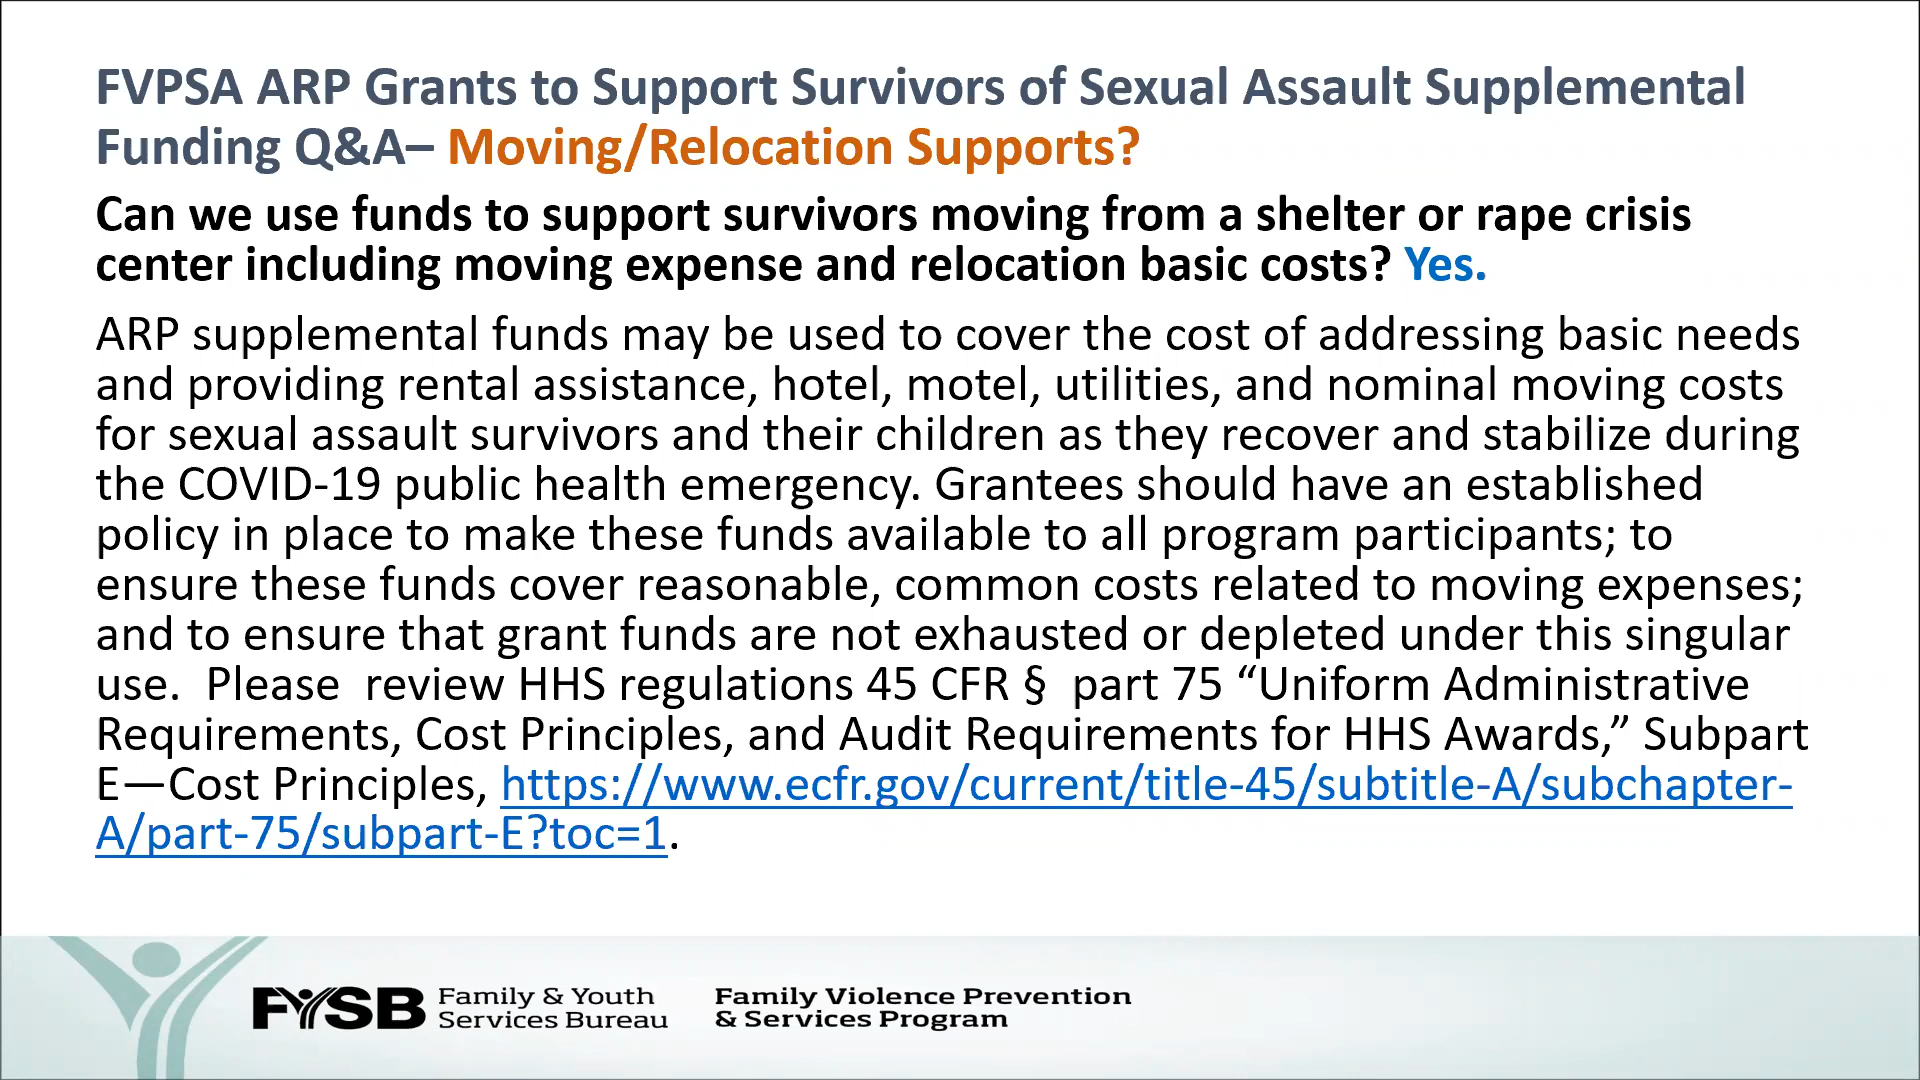 FVPSA ARP Grants to Support Survivors of Sexual Assault Supplemental
Funding Q&A– Moving/Relocation Supports?
Can we use funds to support survivors moving from a shelter or rape crisis
center including moving expense and relocation basic costs? Yes.
ARP supplemental funds may be used to cover the cost of addressing basic needs
and providing rental assistance, hotel, motel, utilities, and nominal moving costs
for sexual assault survivors and their children as they recover and stabilize during
the COVID-19 public health emergency. Grantees should have an established
policy in place to make these funds available to all program participants; to
ensure these funds cover reasonable, common costs related to moving expenses;
and to ensure that grant funds are not exhausted or depleted under this singular
use.  Please  review HHS regulations 45 CFR §  part 75 “Uniform Administrative
Requirements, Cost Principles, and Audit Requirements for HHS Awards,” Subpart
E—Cost Principles, https://www.ecfr.gov/current/title-45/subtitle-A/subchapter-
A/part-75/subpart-E?toc=1.
FYSB Family & Youth
Services Bureau
Family Violence Prevention
& Services Program